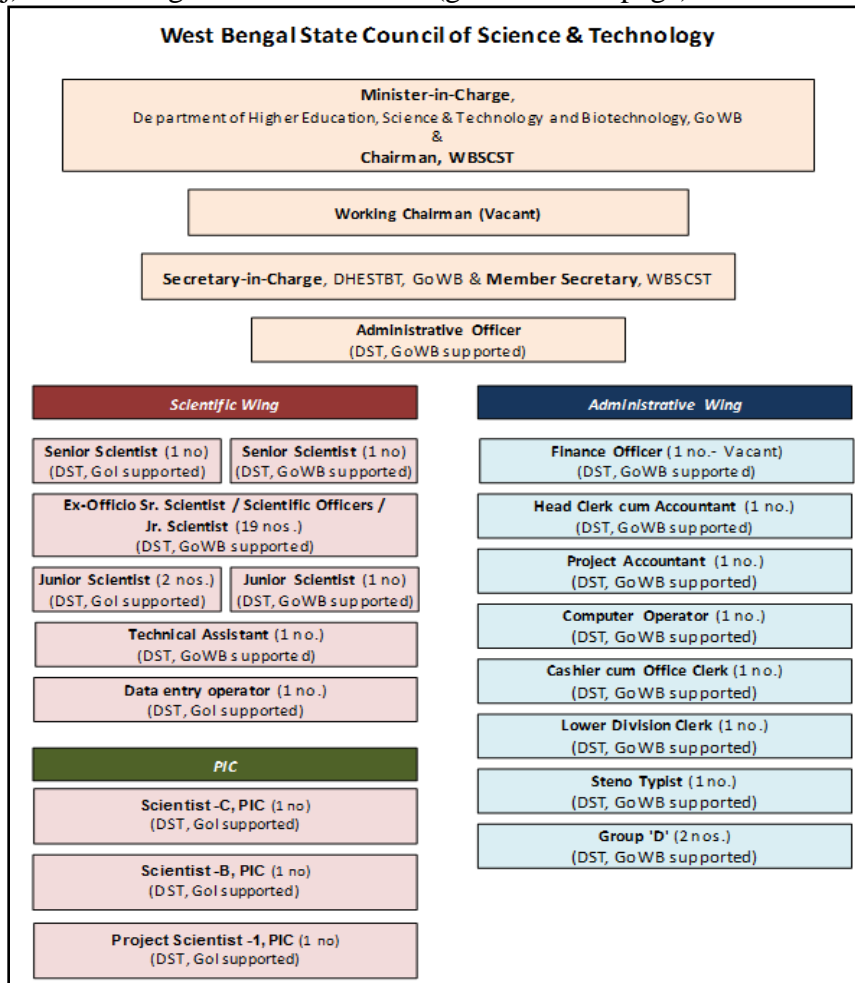 West Bengal State Council of Science & Technology
Minister-in-Charge,
Department of Higher Education, Science & Technology and Biotechnology, GoWB
&
Chairman, WBSCST
Working Chairman (Vacant)
Secretary-in-Charge, DHESTBT, GoWB & Member Secretary, WBSCST
Administrative Officer
(DST, GoWB supported)
Scientific Wing
Senior Scientist (1 no)
(DST, GoI supported)
Senior Scientist (1 no)
(DST, GoWB supported)
Ex-Officio Sr. Scientist / Scientific Officers /
Jr. Scientist (19 nos.)
(DST, GoWB supported)
Junior Scientist (2 nos.)
(DST, GoI supported)
Junior Scientist (1 no)
(DST, GoWB supported)
Technical Assistant (1 no.)
(DST, GoWB supported)
Data entry operator (1 no.)
(DST, GoI supported)
PIC
Scientist -C, PIC (1 no)
(DST, GoI supported)
Scientist -B, PIC (1 no)
(DST, GoI supported)
Project Scientist -1, PIC (1 no)
(DST, GoI supported)
Administrative Wing
Finance Officer (1 no.- Vacant)
(DST, GoWB supported)
Head Clerk cum Accountant (1 no.)
(DST, GoWB supported)
Project Accountant (1 no.)
(DST, GoWB supported)
Computer Operator (1 no.)
(DST, GoWB supported)
Cashier cum Office Clerk (1 no.)
(DST, GoWB supported)
Lower Division Clerk (1 no.)
(DST, GoWB supported)
Steno Typist (1 no.)
(DST, GoWB supported)
Group 'D' (2 nos.)
(DST, GoWB supported)